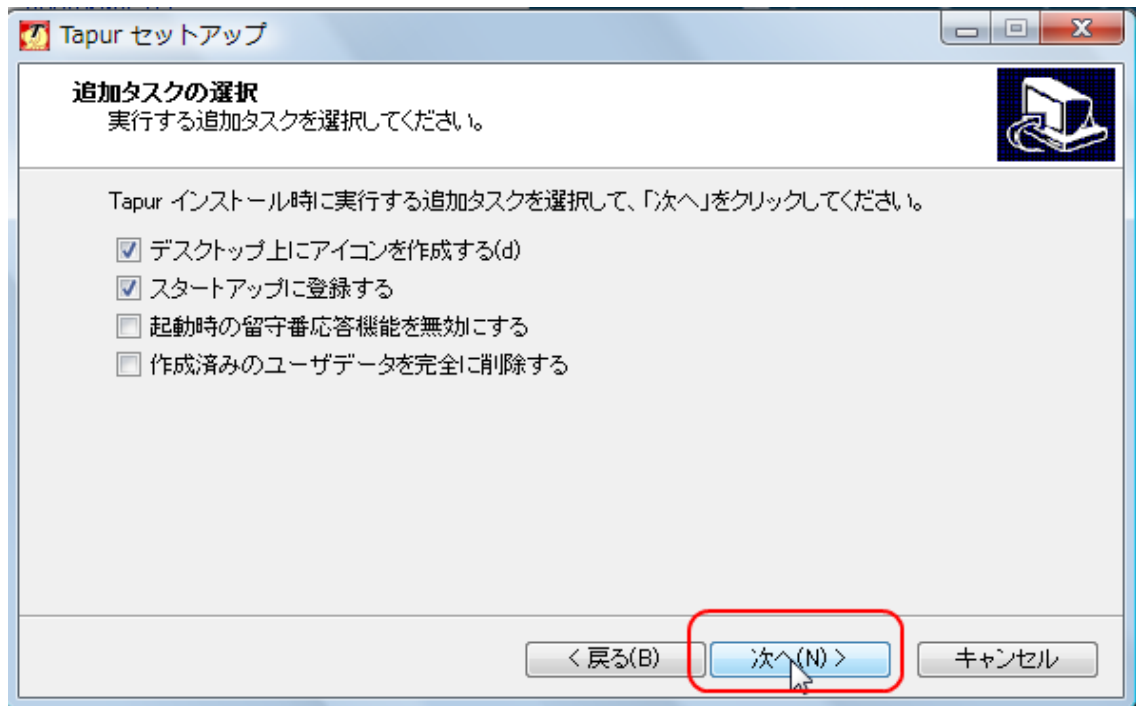 Tapur セットアップ
追加タスクの選択
実行する追加タスクを選択してください。
Tapur インストール時に実行する追加タスクを選択して、「次へ」をクリックしてください。
デスクトップ上にアイコンを作成する(d)
スタートアップに登録する
起動時の留守番応答機能を無効にする
作成済みのユーザデータを完全に削除する
< 戻る(B)
次へ(N) >
キャンセル